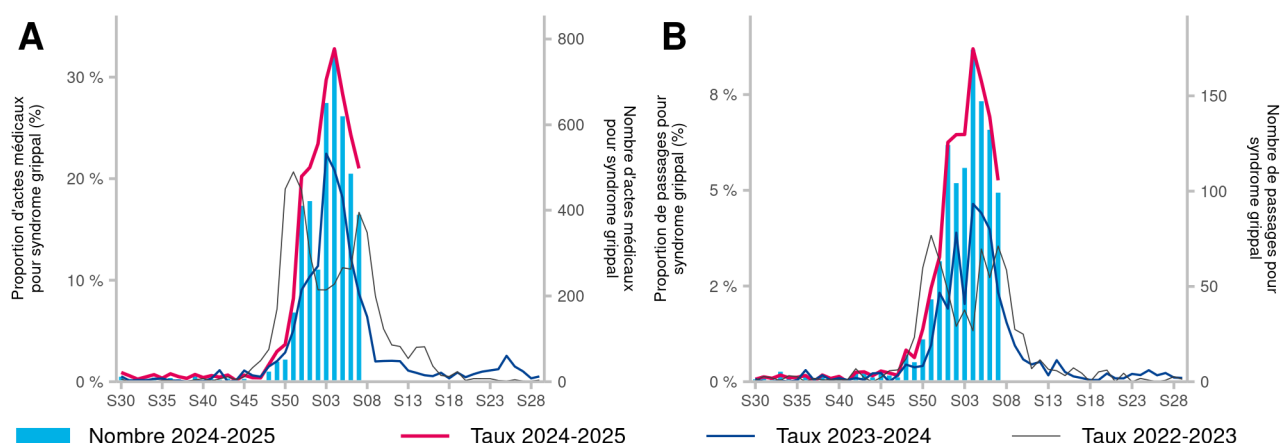 A
Proportion d'actes médicaux
pour syndrome grippal (%)
30 %
20 %
10 %
0 %
800
600
400
200
0
Nombre d'actes médicaux
pour syndrome grippal
S30 S35 S40 S45 S50 S03 S08 S13 S18 S23 S28
B
Proportion de passages pour
syndrome grippal (%)
8 %
5 %
2 %
0 %
150
100
50
0
Nombre de passages pour
syndrome grippal
S30 S35 S40 S45 S50 S03 S08 S13 S18 S23 S28
Nombre 2024-2025 Taux 2024-2025 Taux 2023-2024 Taux 2022-2023